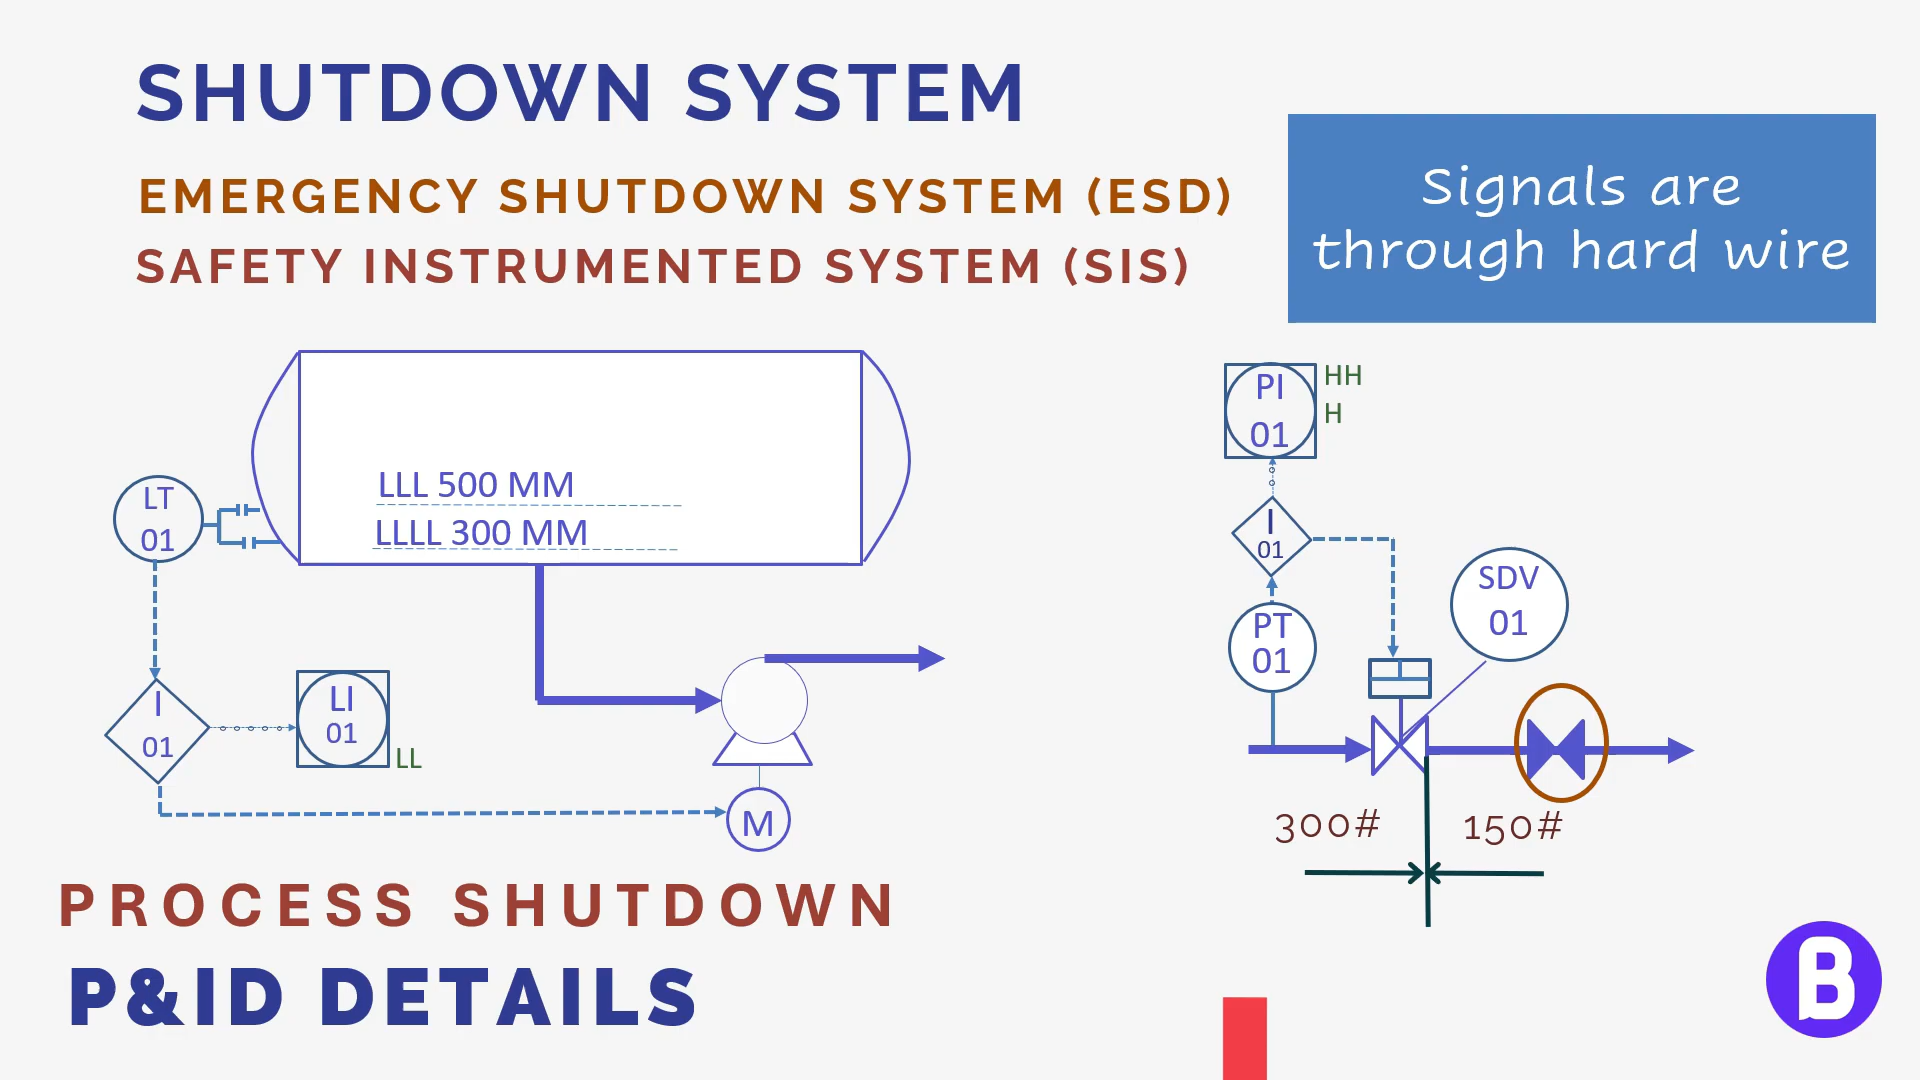 SHUTDOWN SYSTEM
EMERGENCY SHUTDOWN SYSTEM (ESD)
SAFETY INSTRUMENTED SYSTEM (SIS)
Signals are
through hard wire
LLL 500 MM
LLLL 300 MM
LT
01
I
01
LI
01
LL
M
PI
01
HH
H
I
01
PT
01
SDV
01
300#
150#
PROCESS SHUTDOWN
P&ID DETAILS
B